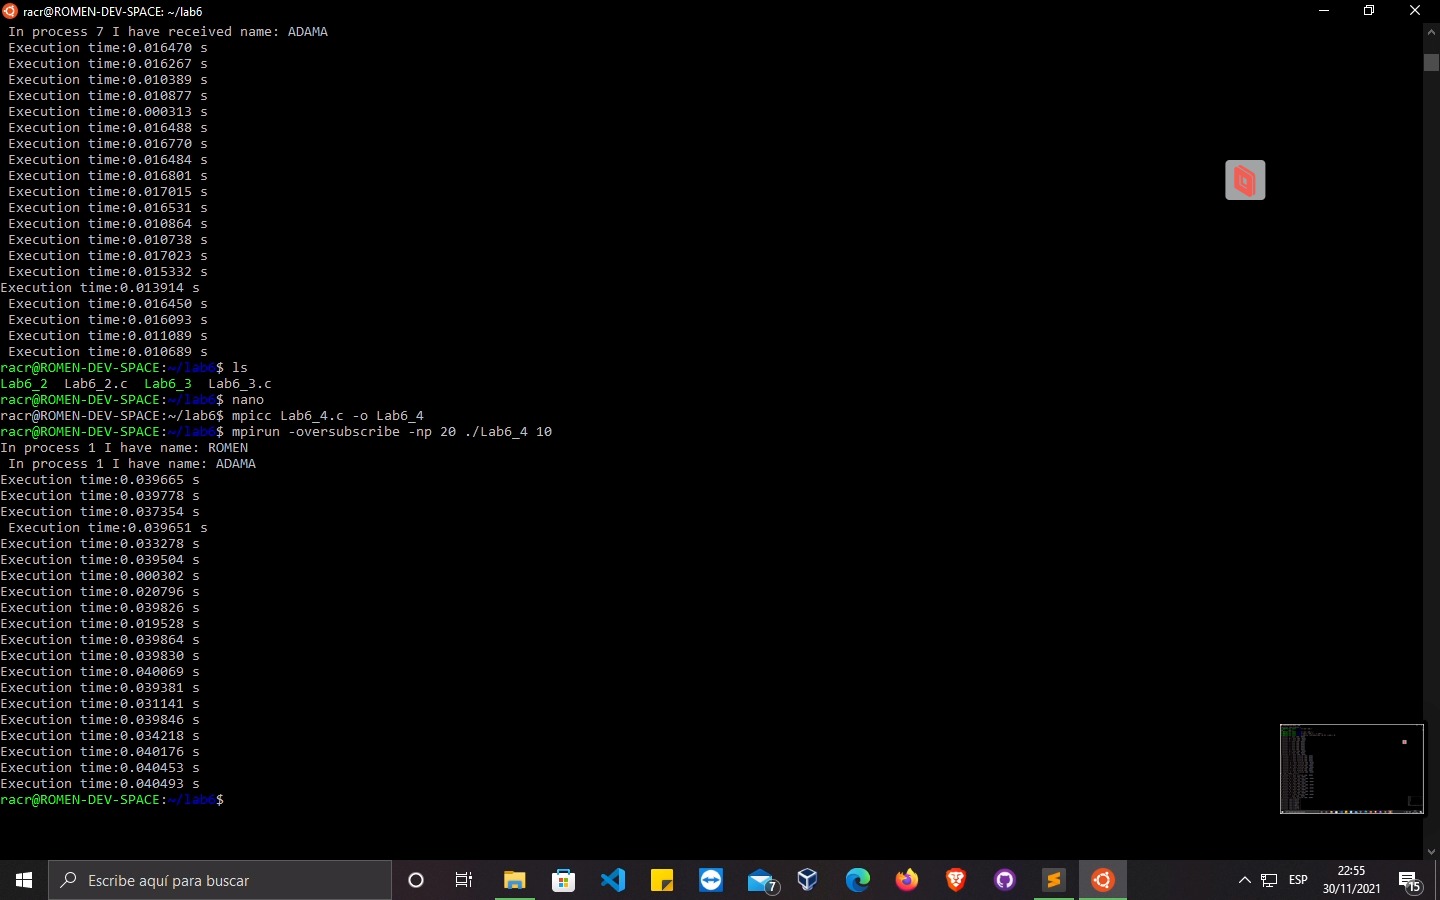 racr@ROMEN-DEV-SPACE: ~/lab6
In process 7 I have received name: ADAMA
Execution time:0.016470 s
Execution time:0.016267 s
Execution time:0.010389 s
Execution time:0.010877 s
Execution time:0.000313 s
Execution time:0.016488 s
Execution time:0.016770 s
Execution time:0.016484 s
Execution time:0.016801 s
Execution time:0.017015 s
Execution time:0.016531 s
Execution time:0.010864 s
Execution time:0.010738 s
Execution time:0.017023 s
Execution time:0.015332 s
Execution time:0.013914 s
Execution time:0.016450 s
Execution time:0.016093 s
Execution time:0.011089 s
Execution time:0.010689 s
racr@ROMEN-DEV-SPACE:~/lab6$ ls
Lab6_2  Lab6_2.c  Lab6_3  Lab6_3.c
racr@ROMEN-DEV-SPACE:~/lab6$ nano
racr@ROMEN-DEV-SPACE:~/lab6$ mpicc Lab6_4.c -o Lab6_4
racr@ROMEN-DEV-SPACE:~/lab6$ mpirun -oversubscribe -np 20 ./Lab6_4 10
In process 1 I have name: ROMEN
In process 1 I have name: ADAMA
Execution time:0.039665 s
Execution time:0.039778 s
Execution time:0.037354 s
Execution time:0.039651 s
Execution time:0.033278 s
Execution time:0.039504 s
Execution time:0.000302 s
Execution time:0.020796 s
Execution time:0.039826 s
Execution time:0.019528 s
Execution time:0.039864 s
Execution time:0.039830 s
Execution time:0.040069 s
Execution time:0.039381 s
Execution time:0.031141 s
Execution time:0.039846 s
Execution time:0.034218 s
Execution time:0.040176 s
Execution time:0.040453 s
Execution time:0.040493 s
racr@ROMEN-DEV-SPACE:~/lab6$
Escribe aquí para buscar
7
ESP
22:55
30/11/2021
15